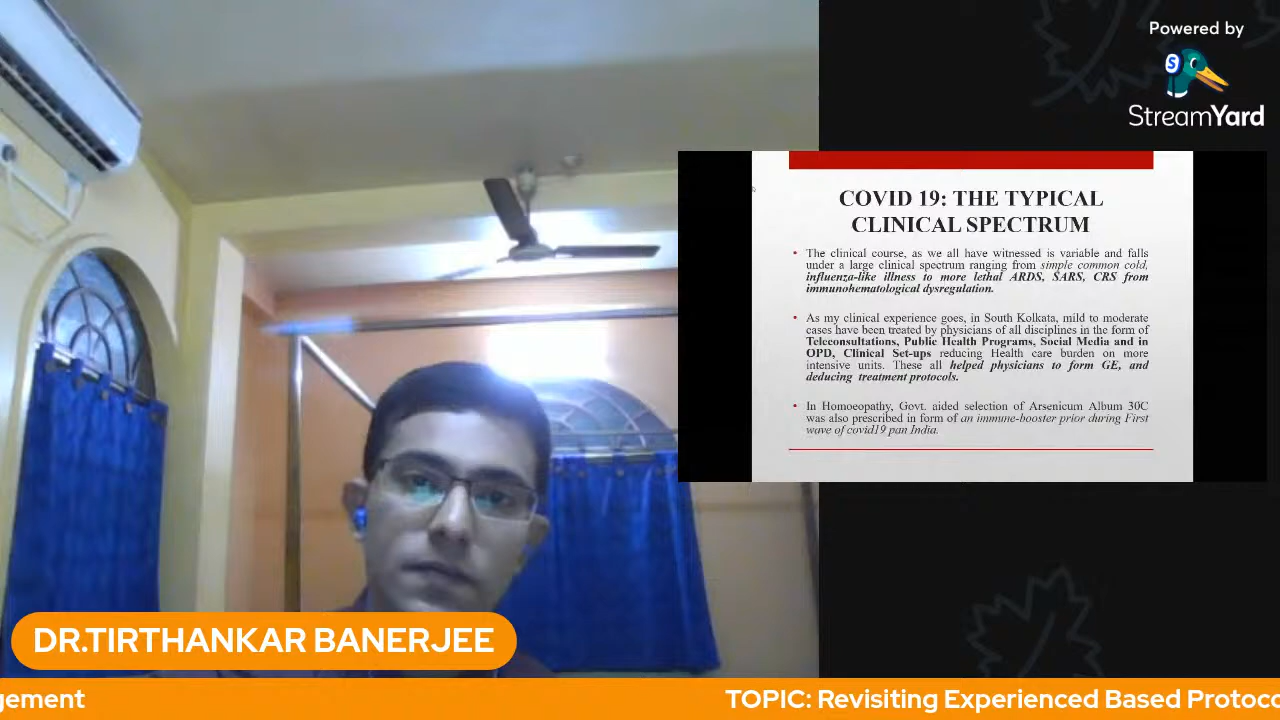 Powered by
S
StreamYard
COVID 19: THE TYPICAL
CLINICAL SPECTRUM
• The clinical course, as we all have witnessed is variable and falls
under a large clinical spectrum ranging from simple common cold,
influenza-like illness to more lethal ARDS, SARS, CRS from
immunohematological dysregulation.
• As my clinical experience goes, in South Kolkata, mild to moderate
cases have been treated by physicians of all disciplines in the form of
Teleconsultations, Public Health Programs, Social Media and in
OPD, Clinical Set-ups reducing Health care burden on more
intensive units. These all helped physicians to form GE, and
deducing treatment protocols.
• In Homoeopathy, Govt. aided selection of Arsenicum Album 30C
was also prescribed in form of an immune-booster prior during First
wave of covid19 pan India.
DR.TIRTHANKAR BANERJEE
gement TOPIC: Revisiting Experienced Based Protoco